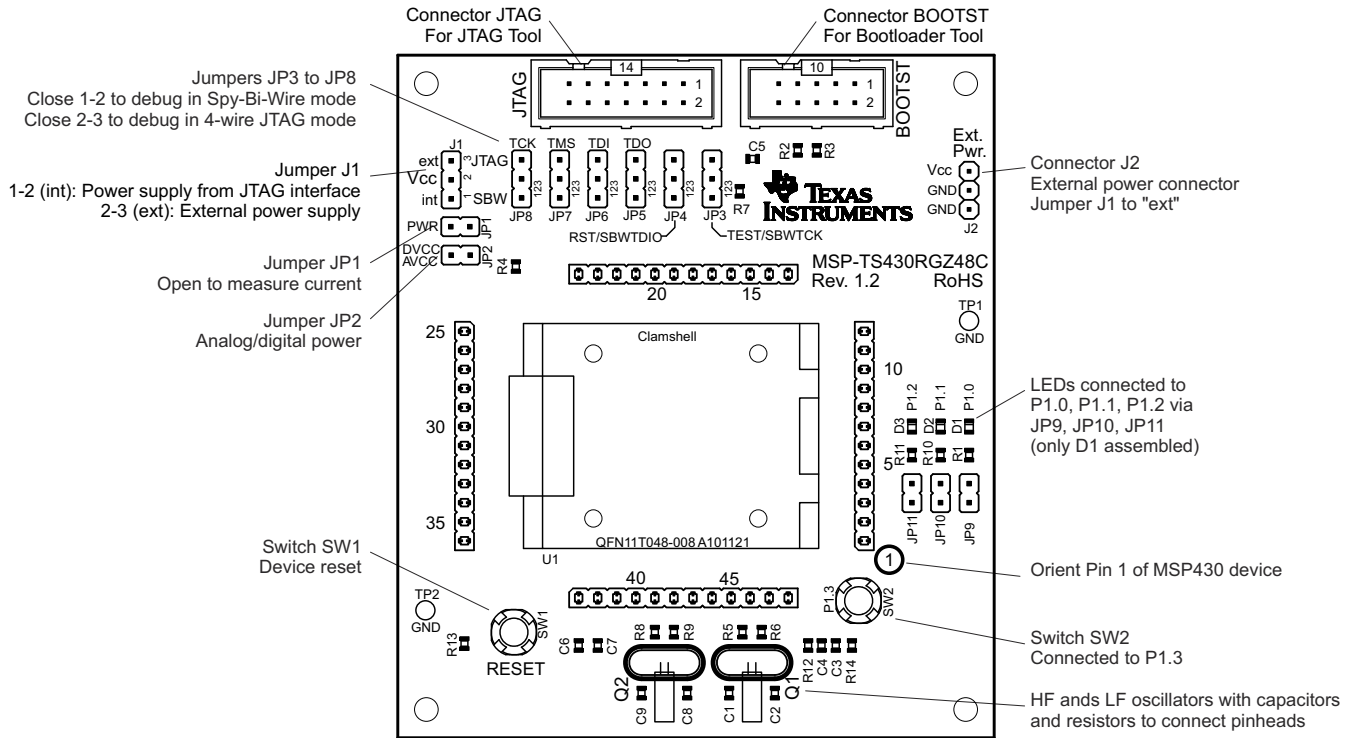 Connector JTAG
For JTAG Tool
Connector BOOTST
For Bootloader Tool
Jumpers JP3 to JP8
Close 1-2 to debug in Spy-Bi-Wire mode
Close 2-3 to debug in 4-wire JTAG mode
Jumper J1
1-2 (int): Power supply from JTAG interface
2-3 (ext): External power supply
Jumper JP1
Open to measure current
Jumper JP2
Analog/digital power
Switch SW1
Device reset
JTAG
14
1
2
10
1
2
BOOTST
J1
ext
3
Vcc
2
int
1
JTAG
SBW
TCK
TMS
TDI
TDO
123
123
123
123
123
123
JP8
JP7
JP6
JP5
JP4
JP3
RST/SBWTDIO
TEST/SBWTCK
C5
R2
R3
R7
TEXAS
INSTRUMENTS
Ext.
Pwr.
Vcc
GND
GND
J2
Connector J2
External power connector
Jumper J1 to "ext"
PWR
JP1
DVCC
AVCC
JP2
R4
MSP-TS430RGZ48C
Rev. 1.2
RoHS
20
15
TP1
GND
25
30
35
Clamshell
QFN11T048-008 A101121
U1
10
5
P1.2
P1.1
P1.0
D3
D2
D1
R11
R10
R1
JP11
JP10
JP9
LEDs connected to
P1.0, P1.1, P1.2 via
JP9, JP10, JP11
(only D1 assembled)
1
Orient Pin 1 of MSP430 device
40
45
TP2
GND
R13
SW1
RESET
P1.3
SW2
Switch SW2
Connected to P1.3
C6
C7
R8
R9
R5
R6
R12
C4
C3
R14
Q2
Q1
C9
C8
C1
C2
HF ands LF oscillators with capacitors
and resistors to connect pinheads